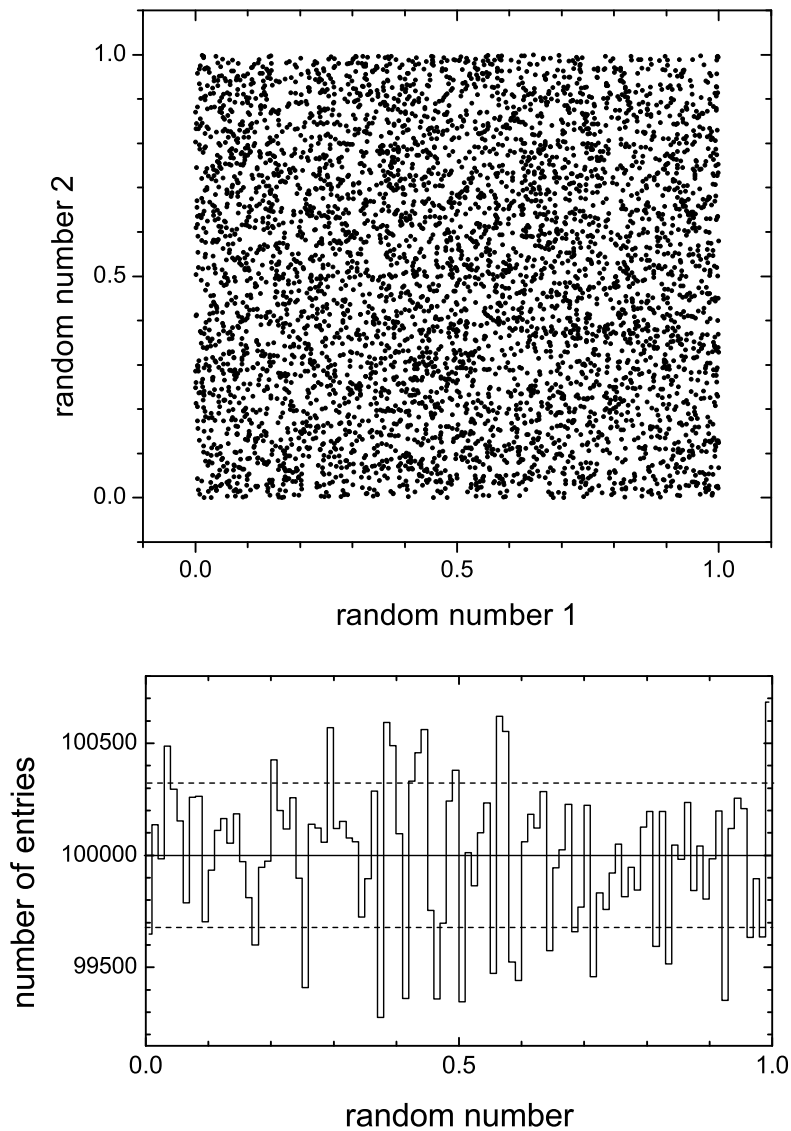 1.0
0.5
0.0
random number 2
0.0 0.5 1.0
random number 1
100500
100000
99500
number of entries
0.0 0.5 1.0
random number